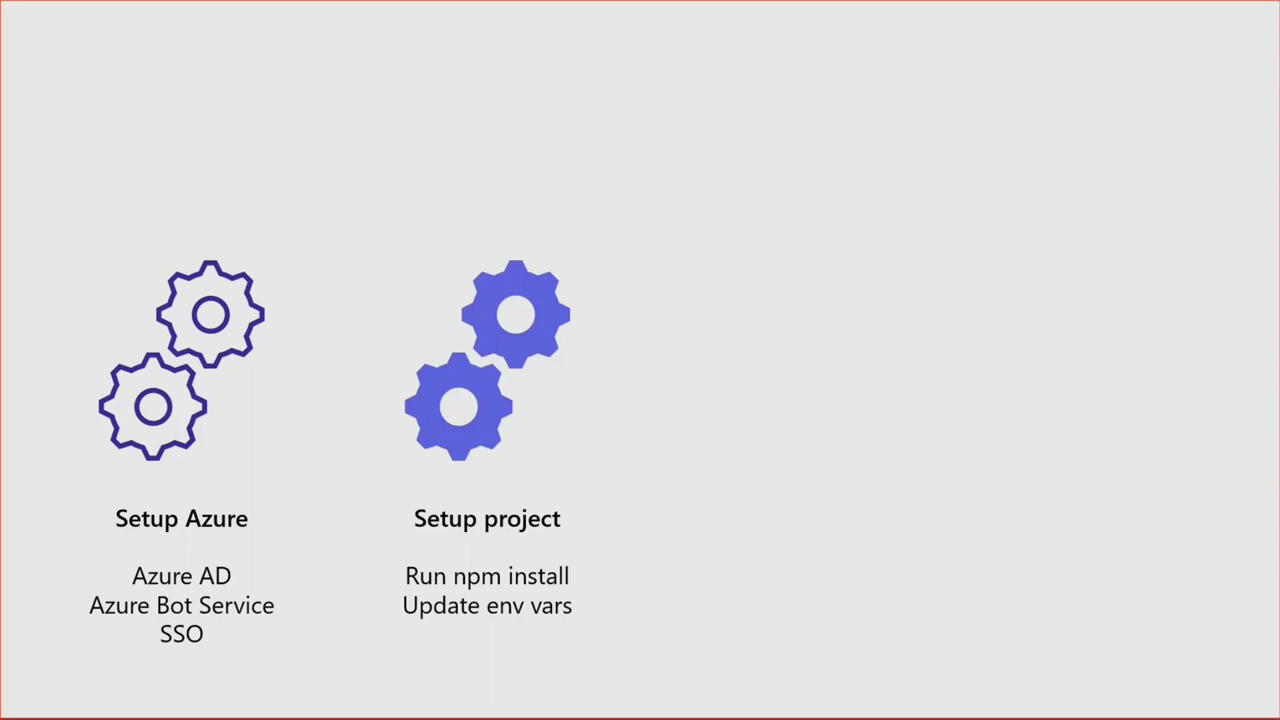 Setup Azure
Azure AD
Azure Bot Service
SSO
Setup project
Run npm install
Update env vars